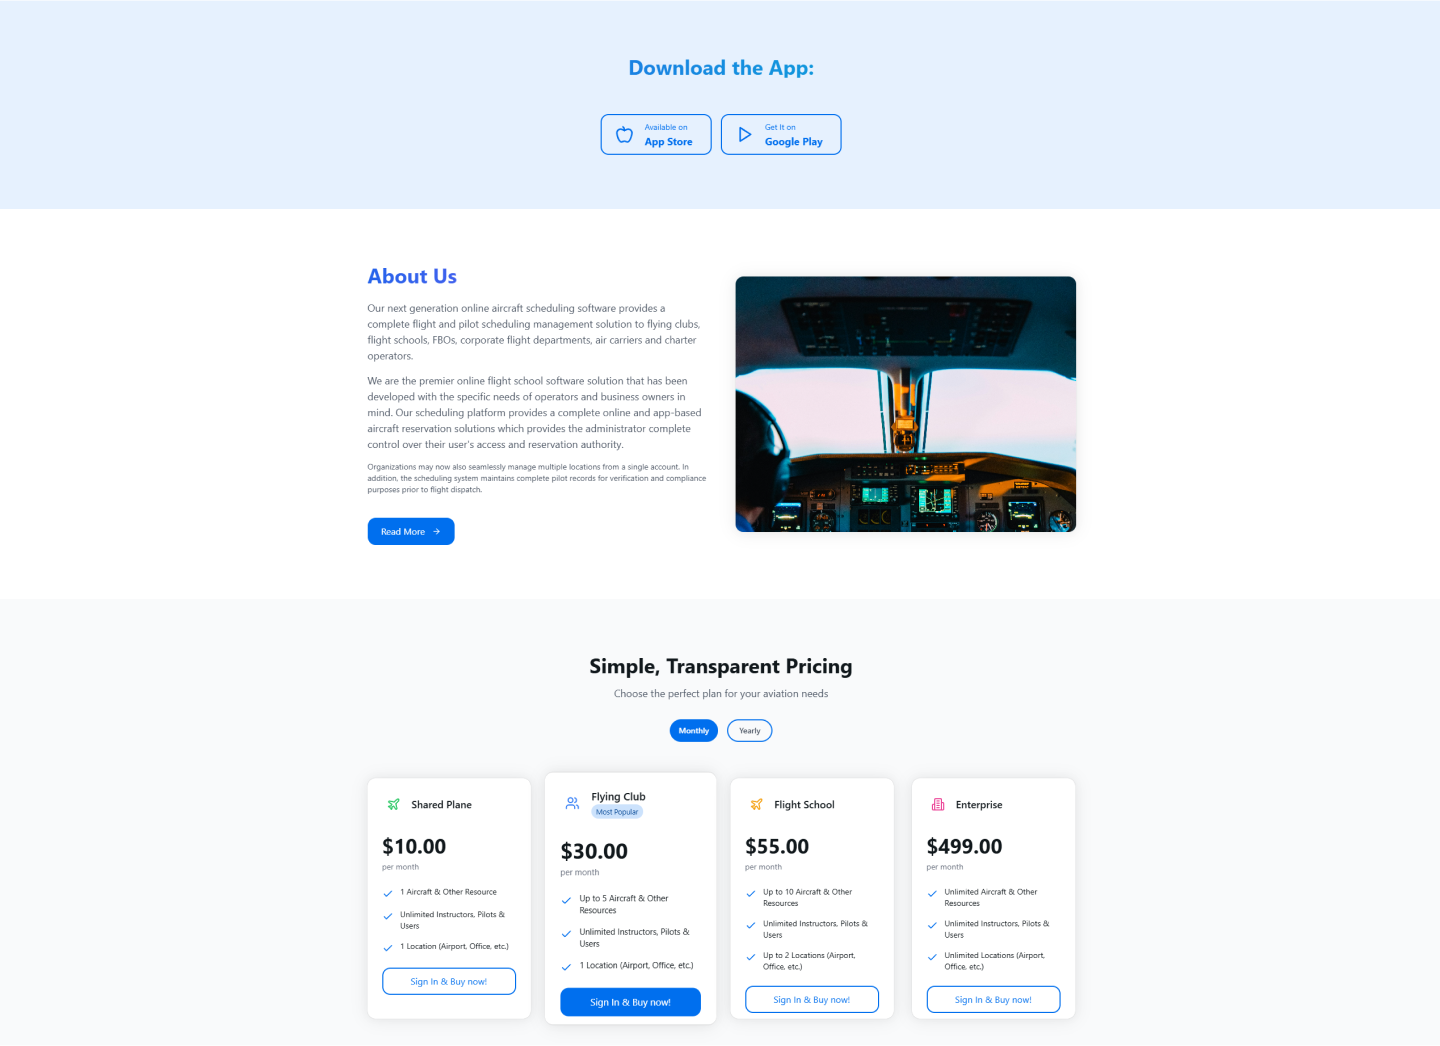 Download the App:
Available on
App Store
Get It on
Google Play
About Us
Our next generation online aircraft scheduling software provides a
complete flight and pilot scheduling management solution to flying clubs,
flight schools, FBOs, corporate flight departments, air carriers and charter
operators.
We are the premier online flight school software solution that has been
developed with the specific needs of operators and business owners in
mind. Our scheduling platform provides a complete online and app-based
aircraft reservation solutions which provides the administrator complete
control over their user's access and reservation authority.
Organizations may now also seamlessly manage multiple locations from a single account. In
addition, the scheduling system maintains complete pilot records for verification and compliance
purposes prior to flight dispatch.
Read More
Simple, Transparent Pricing
Choose the perfect plan for your aviation needs
Monthly
Yearly
Shared Plane
$10.00
per month
1 Aircraft & Other Resource
Unlimited Instructors, Pilots &
Users
1 Location (Airport, Office, etc.)
Sign In & Buy now!
Flying Club
Most Popular
$30.00
per month
Up to 5 Aircraft & Other
Resources
Unlimited Instructors, Pilots &
Users
1 Location (Airport, Office, etc.)
Sign In & Buy now!
Flight School
$55.00
per month
Up to 10 Aircraft & Other
Resources
Unlimited Instructors, Pilots &
Users
Up to 2 Locations (Airport,
Office, etc.)
Sign In & Buy now!
Enterprise
$499.00
per month
Unlimited Aircraft & Other
Resources
Unlimited Instructors, Pilots &
Users
Unlimited Locations (Airport,
Office, etc.)
Sign In & Buy now!